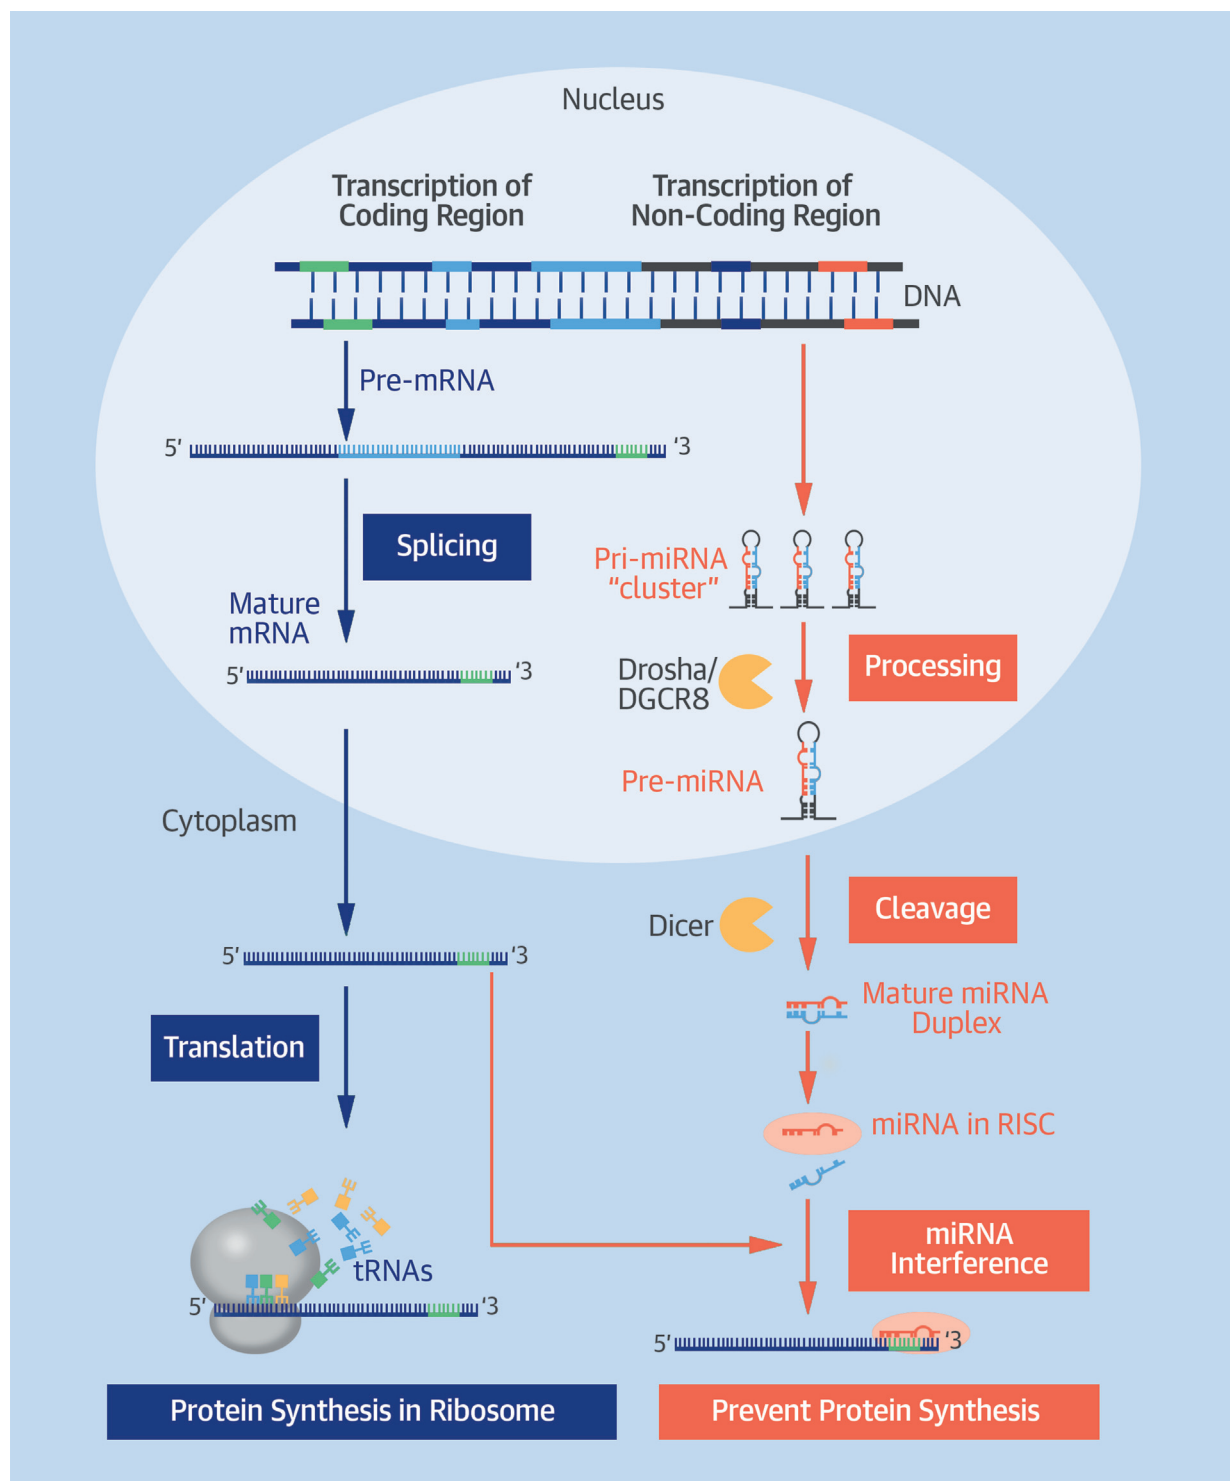 Nucleus
Transcription of
Coding Region
Transcription of
Non-Coding Region
DNA
Pre-mRNA
5' '3
Splicing
Pri-miRNA
“cluster”
Mature
mRNA
5' '3
Drosha/
DGCR8
Processing
Pre-miRNA
Cytoplasm
Dicer
Cleavage
5' '3
Mature miRNA
Duplex
Translation
miRNA in RISC
miRNA
Interference
tRNAs
5' '3
5' '3
Protein Synthesis in Ribosome
Prevent Protein Synthesis